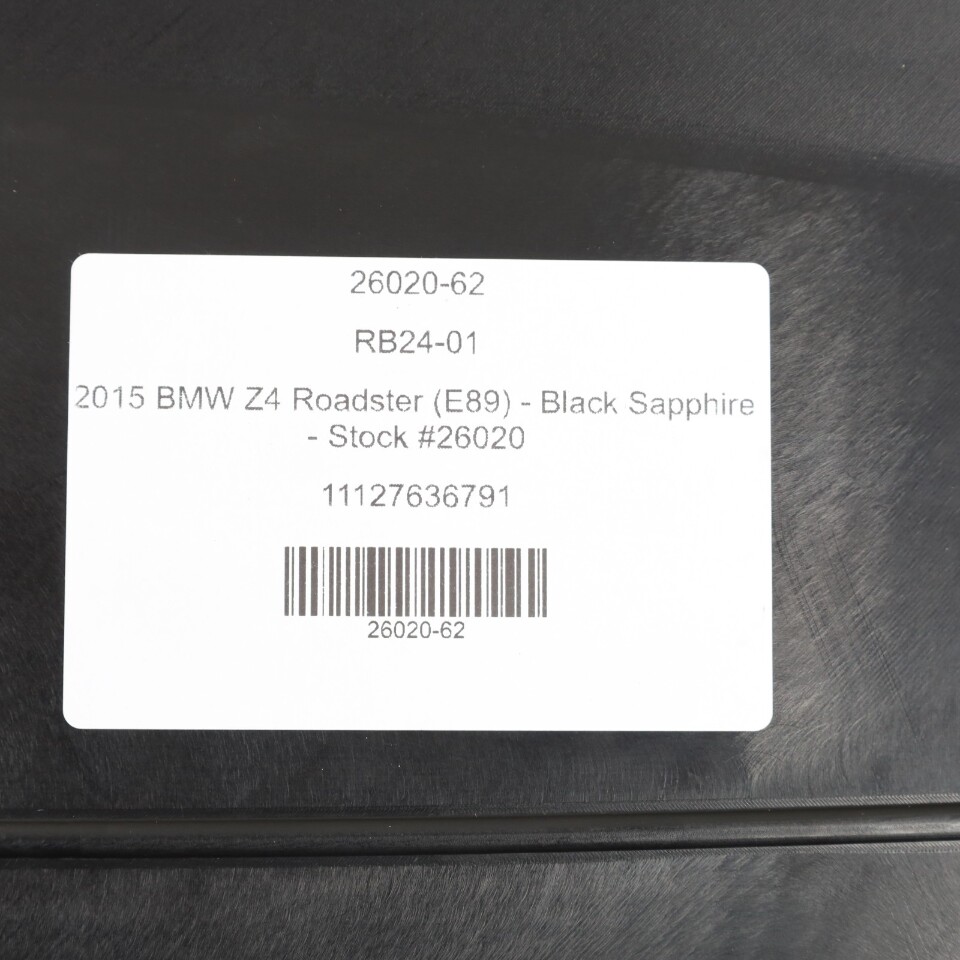 26020-62
RB24-01
2015 BMW Z4 Roadster (E89) - Black Sapphire
- Stock #26020
11127636791
26020-62